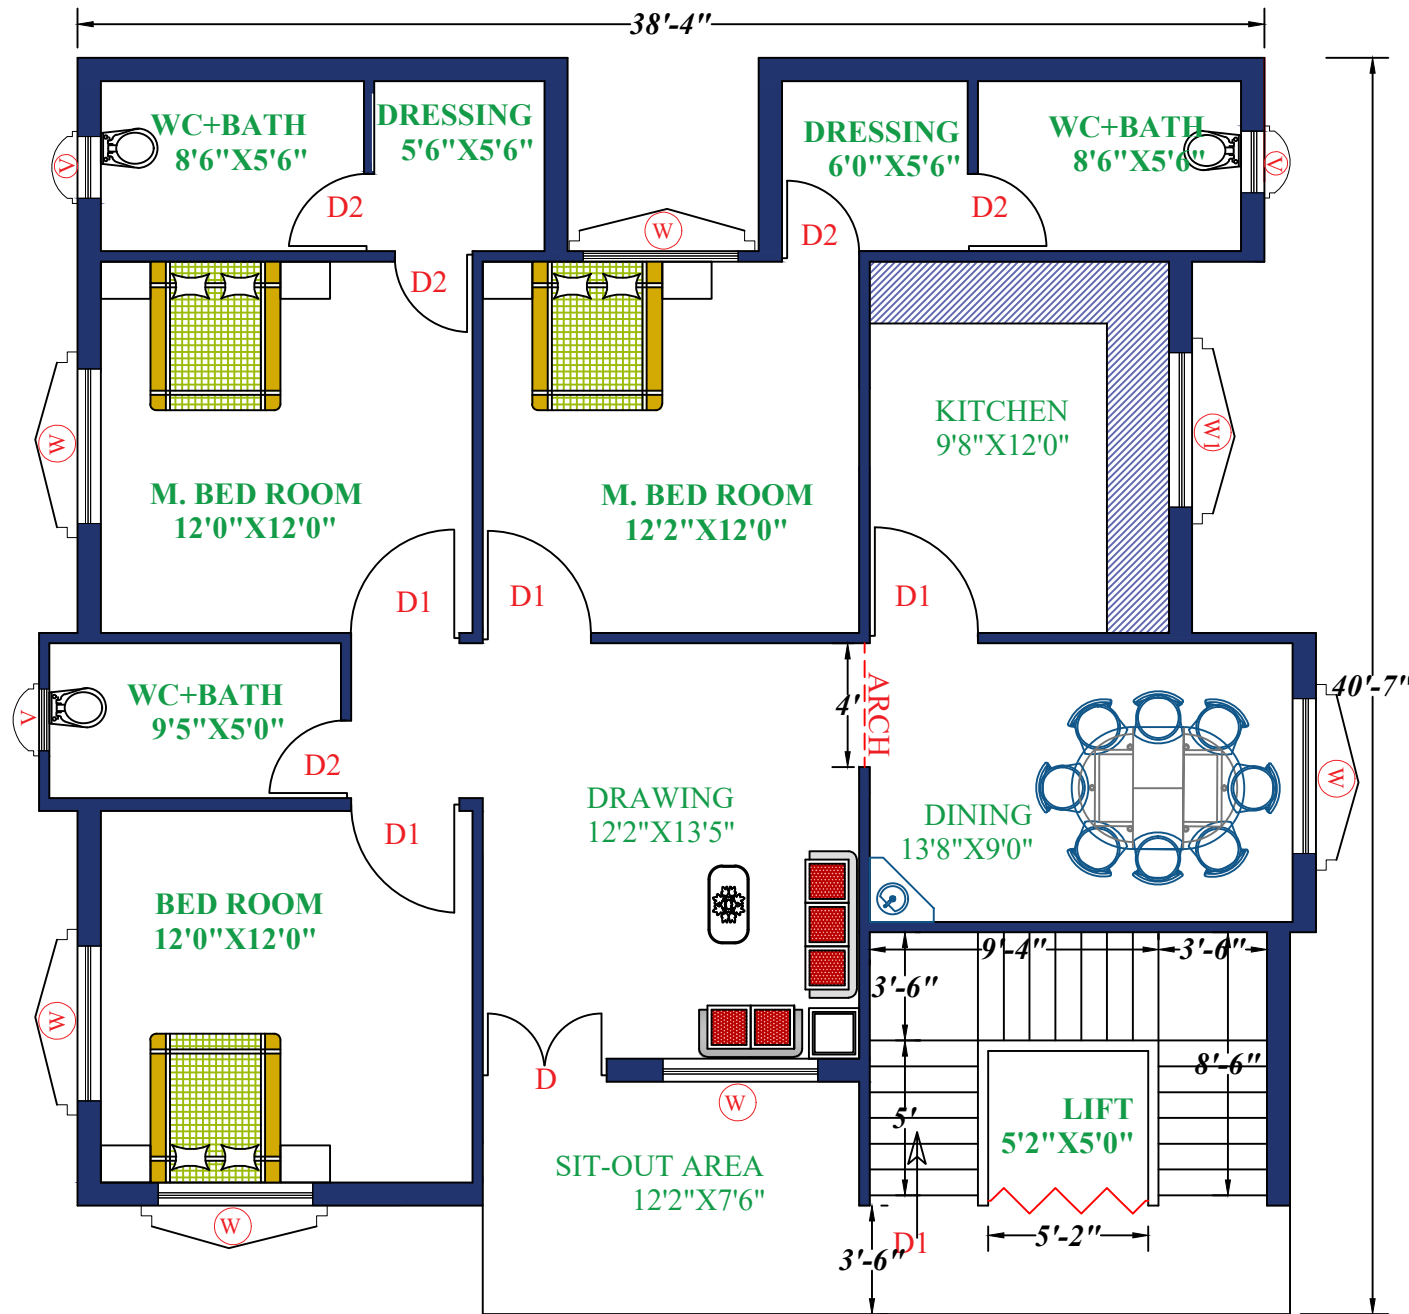 38'-4"
WC+BATH
8'6"X5'6"
DRESSING
5'6"X5'6"
DRESSING
6'0"X5'6"
WC+BATH
8'6"X5'6"
V
V
D2
W
D2
D2
D2
W
KITCHEN
9'8"X12'0"
W1
M. BED ROOM
12'0"X12'0"
M. BED ROOM
12'2"X12'0"
D1
D1
D1
WC+BATH
9'5"X5'0"
V
4'
ARCH
40'-7"
D2
W
DRAWING
12'2"X13'5"
DINING
13'8"X9'0"
D1
BED ROOM
12'0"X12'0"
9'-4"
3'-6"
3'-6"
W
D
8'-6"
W
5'
LIFT
5'2"X5'0"
SIT-OUT AREA
12'2"X7'6"
W
D1
5'-2"
3'-6"